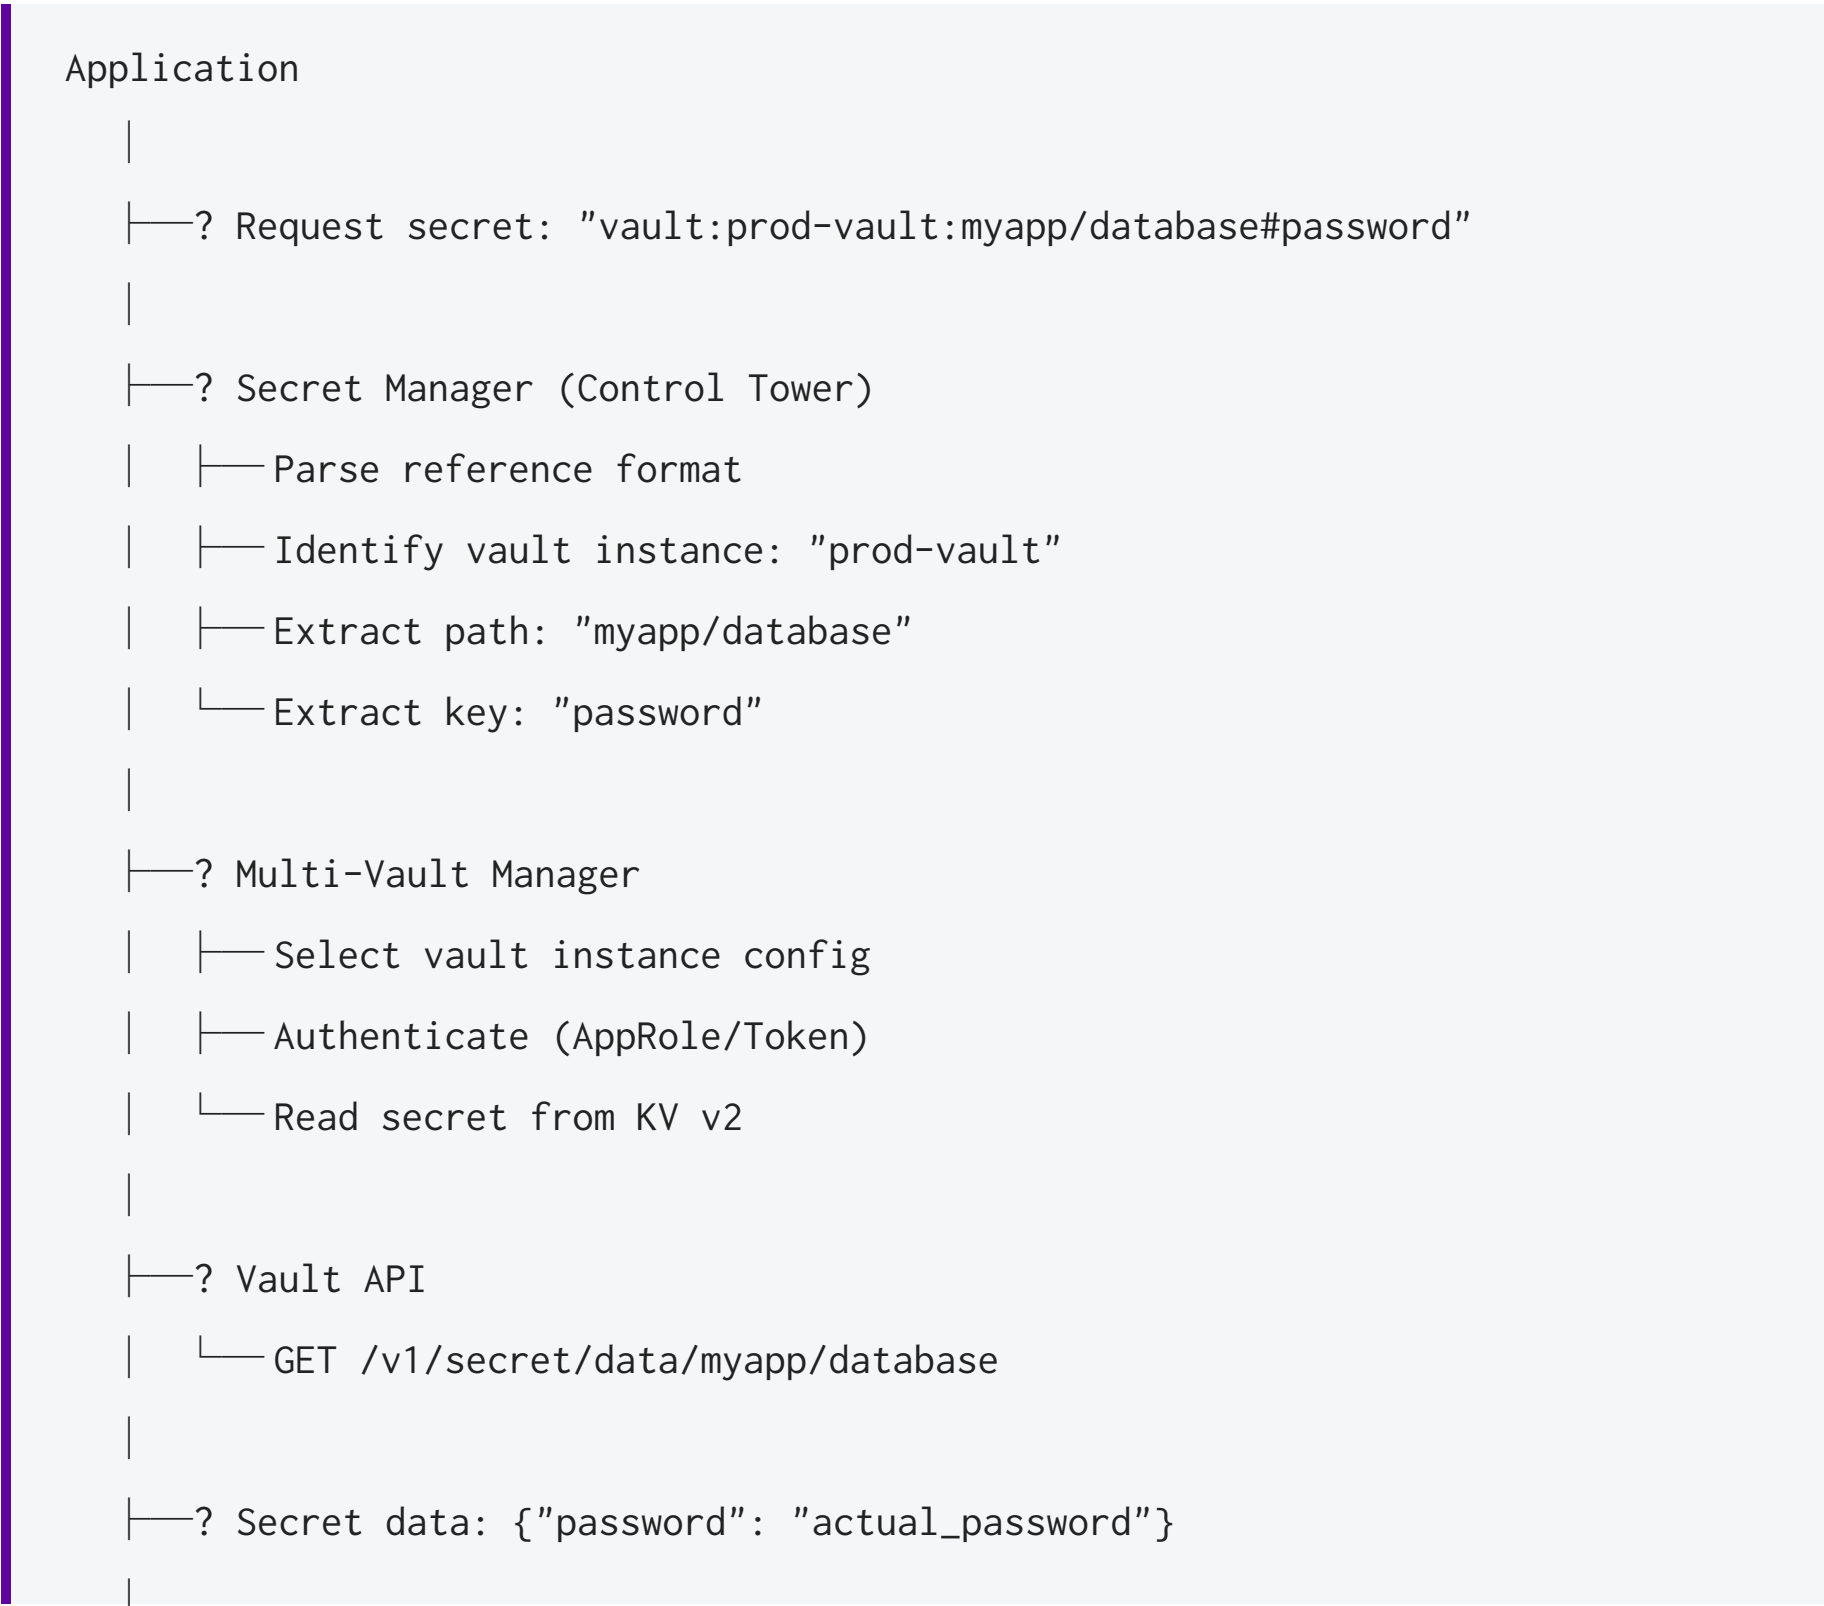 Application
│
├──? Request secret: "vault:prod-vault:myapp/database#password"
│
├──? Secret Manager (Control Tower)
│  ├── Parse reference format
│  ├── Identify vault instance: "prod-vault"
│  ├── Extract path: "myapp/database"
│  └── Extract key: "password"
│
├──? Multi-Vault Manager
│  ├── Select vault instance config
│  ├── Authenticate (AppRole/Token)
│  └── Read secret from KV v2
│
├──? Vault API
│  └── GET /v1/secret/data/myapp/database
│
├──? Secret data: {"password": "actual_password"}
│